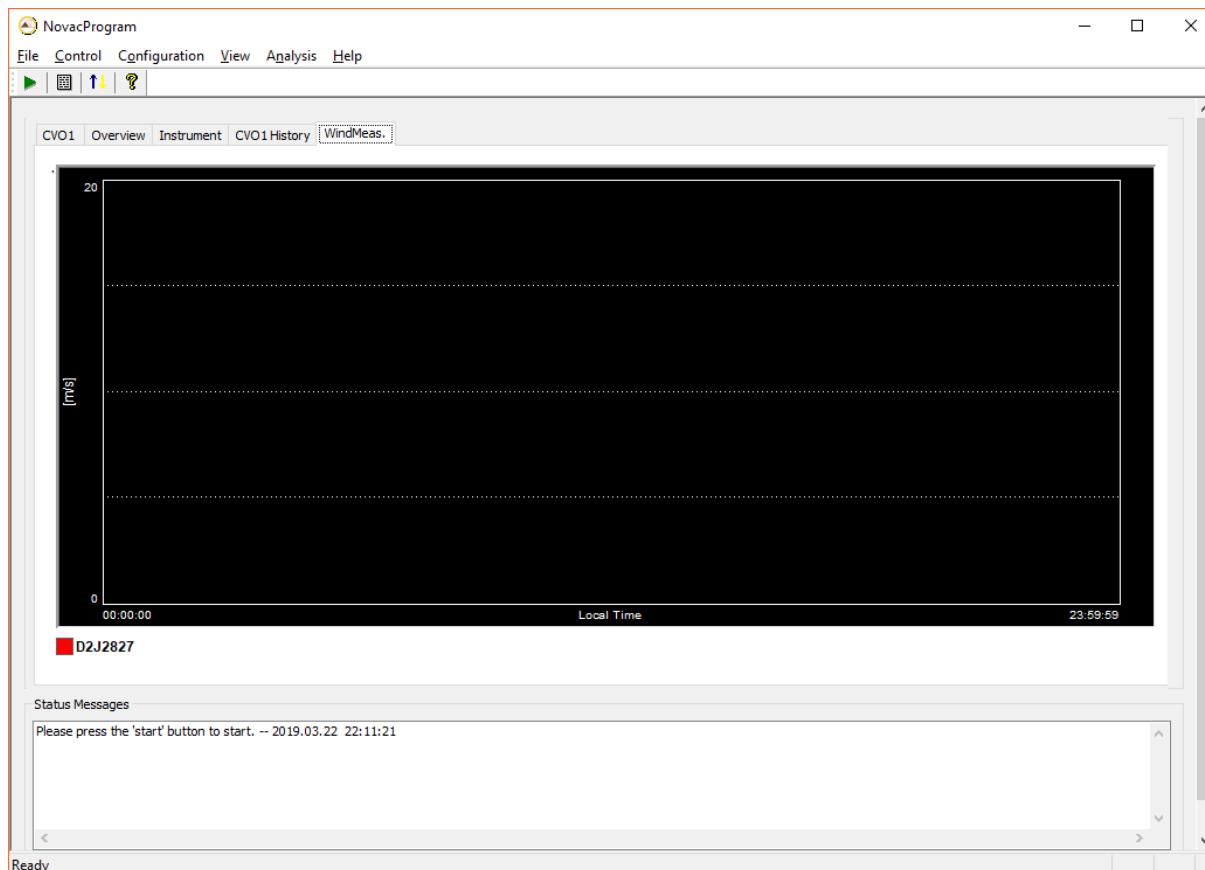 NovacProgram
File Control Configuration View Analysis Help
CVO1 Overview Instrument CVO1 History WindMeas.
20
[m/s]
0
00:00:00 Local Time 23:59:59
D2J2827
Status Messages
Please press the 'start' button to start. -- 2019.03.22 22:11:21
Ready